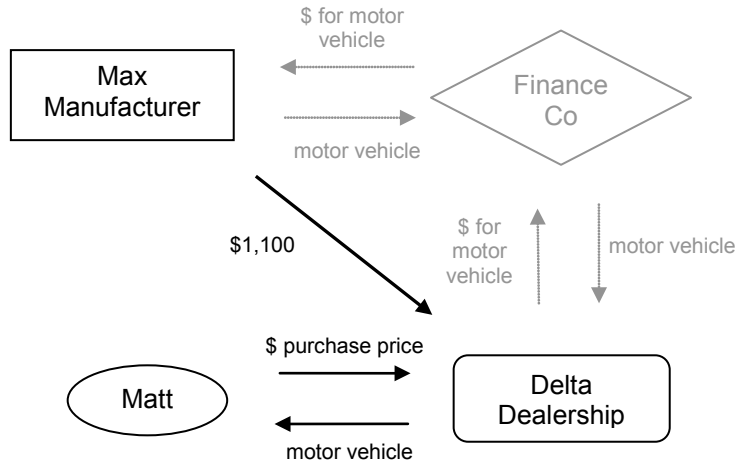 $ for motor
vehicle
Max
Manufacturer
Finance
Co
motor vehicle
$1,100
$ for
motor
vehicle
motor vehicle
$ purchase price
Matt
Delta
Dealership
motor vehicle